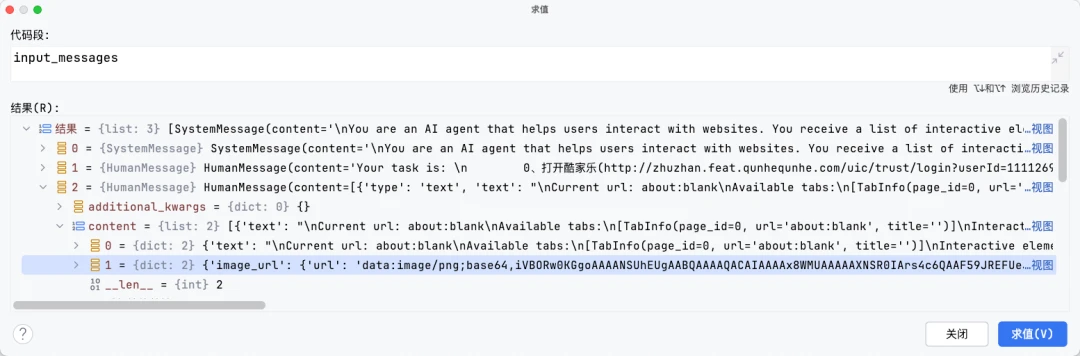 求值
代码段:
input_messages
使用 ⌥↓和⌥↑ 浏览历史记录
结果(R):
结果 = {list: 3} [SystemMessage(content='\nYou are an AI agent that helps users interact with websites. You receive a list of interactive el…视图
0 = {SystemMessage} SystemMessage(content='\nYou are an AI agent that helps users interact with websites. You receive a list of interacti…视图
1 = {HumanMessage} HumanMessage(content='Your task is: \n 0、打开酷家乐(http://zhuzhan.feat.qunhequnhe.com/uic/trust/login?userId=1111269…视图
2 = {HumanMessage} HumanMessage(content=[{'type': 'text', 'text': "\nCurrent url: about:blank\nAvailable tabs:\n[TabInfo(page_id=0, url='…视图
additional_kwargs = {dict: 0} {}
content = {list: 2} [{'text': "\nCurrent url: about:blank\nAvailable tabs:\n[TabInfo(page_id=0, url='about:blank', title='')]\nInteract…视图
0 = {dict: 2} {'text': "\nCurrent url: about:blank\nAvailable tabs:\n[TabInfo(page_id=0, url='about:blank', title='')]\nInteractive eleme…视图
1 = {dict: 2} {'image_url': {'url': 'data:image/png;base64,iVBORw0KGgoAAAANSUhEUgAABQAAAAQACAIAAAAx8WMUAAAAAXNSR0IArs4c6QAAF59JREFUe…视图
__len__ = {int} 2
?
关闭
求值(V)